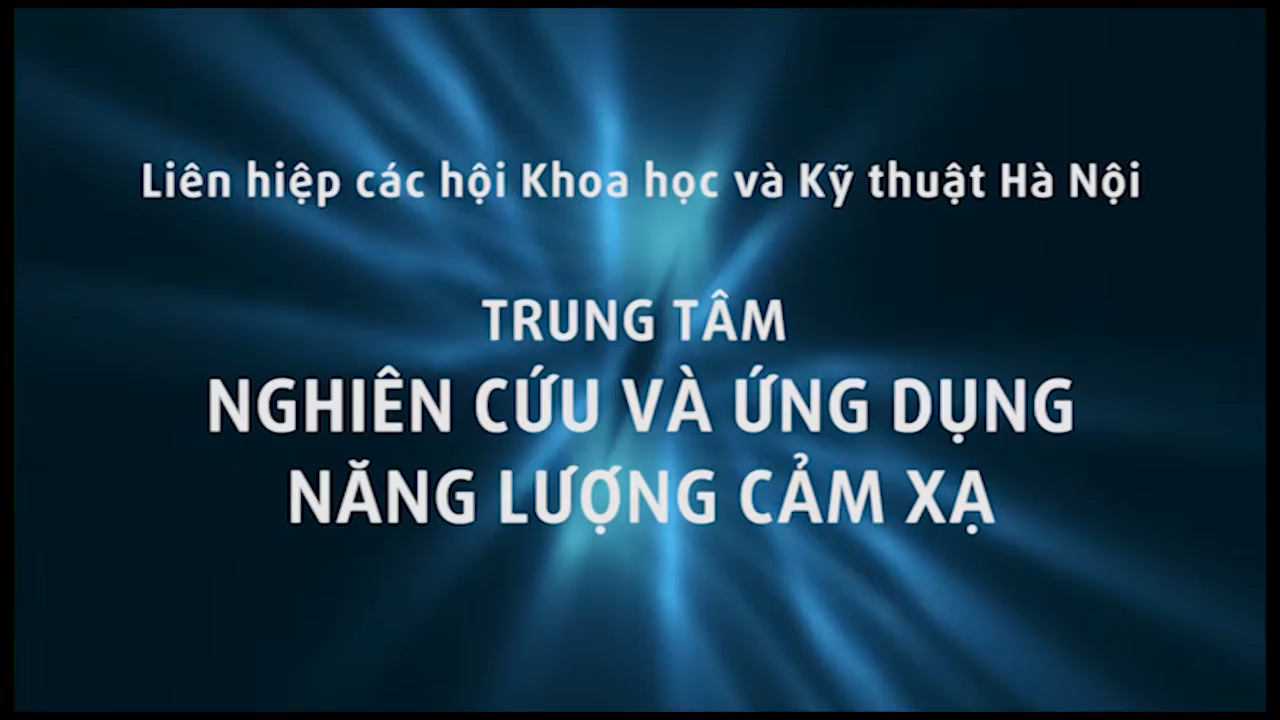 Liên hiệp các hội Khoa học và Kỹ thuật Hà Nội
TRUNG TÂM
NGHIÊN CỨU VÀ ỨNG DỤNG
NĂNG LƯỢNG CẢM XẠ